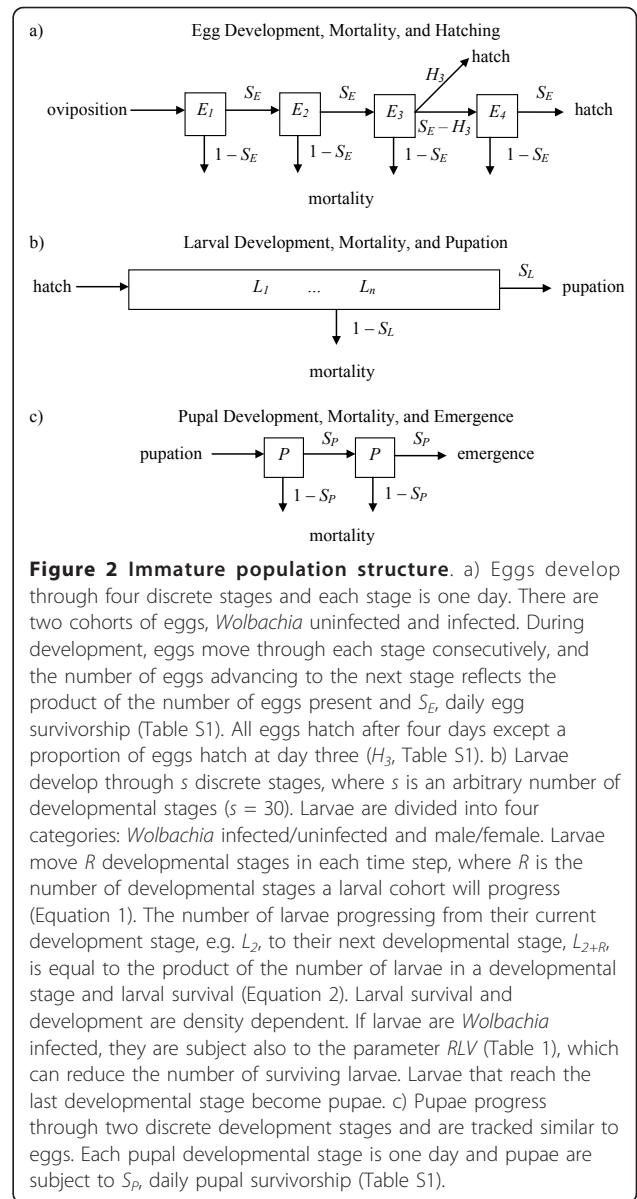 a) Egg Development, Mortality, and Hatching
hatch
H3
oviposition E1 SE E2 SE E3 SE – H3 E4 SE hatch
1 – SE 1 – SE 1 – SE 1 – SE
mortality
b) Larval Development, Mortality, and Pupation
hatch L1 ... Ln SL pupation
1 – SL
mortality
c) Pupal Development, Mortality, and Emergence
pupation P SP P SP emergence
1 – SP 1 – SP
mortality
Figure 2 Immature population structure. a) Eggs develop
through four discrete stages and each stage is one day. There are
two cohorts of eggs, Wolbachia uninfected and infected. During
development, eggs move through each stage consecutively, and
the number of eggs advancing to the next stage reflects the
product of the number of eggs present and SE, daily egg
survivorship (Table S1). All eggs hatch after four days except a
proportion of eggs hatch at day three (H3, Table S1). b) Larvae
develop through s discrete stages, where s is an arbitrary number of
developmental stages (s = 30). Larvae are divided into four
categories: Wolbachia infected/uninfected and male/female. Larvae
move R developmental stages in each time step, where R is the
number of developmental stages a larval cohort will progress
(Equation 1). The number of larvae progressing from their current
development stage, e.g. L2, to their next developmental stage, L2+R,
is equal to the product of the number of larvae in a developmental
stage and larval survival (Equation 2). Larval survival and
development are density dependent. If larvae are Wolbachia
infected, they are subject also to the parameter RLV (Table 1), which
can reduce the number of surviving larvae. Larvae that reach the
last developmental stage become pupae. c) Pupae progress
through two discrete development stages and are tracked similar to
eggs. Each pupal developmental stage is one day and pupae are
subject to SP, daily pupal survivorship (Table S1).